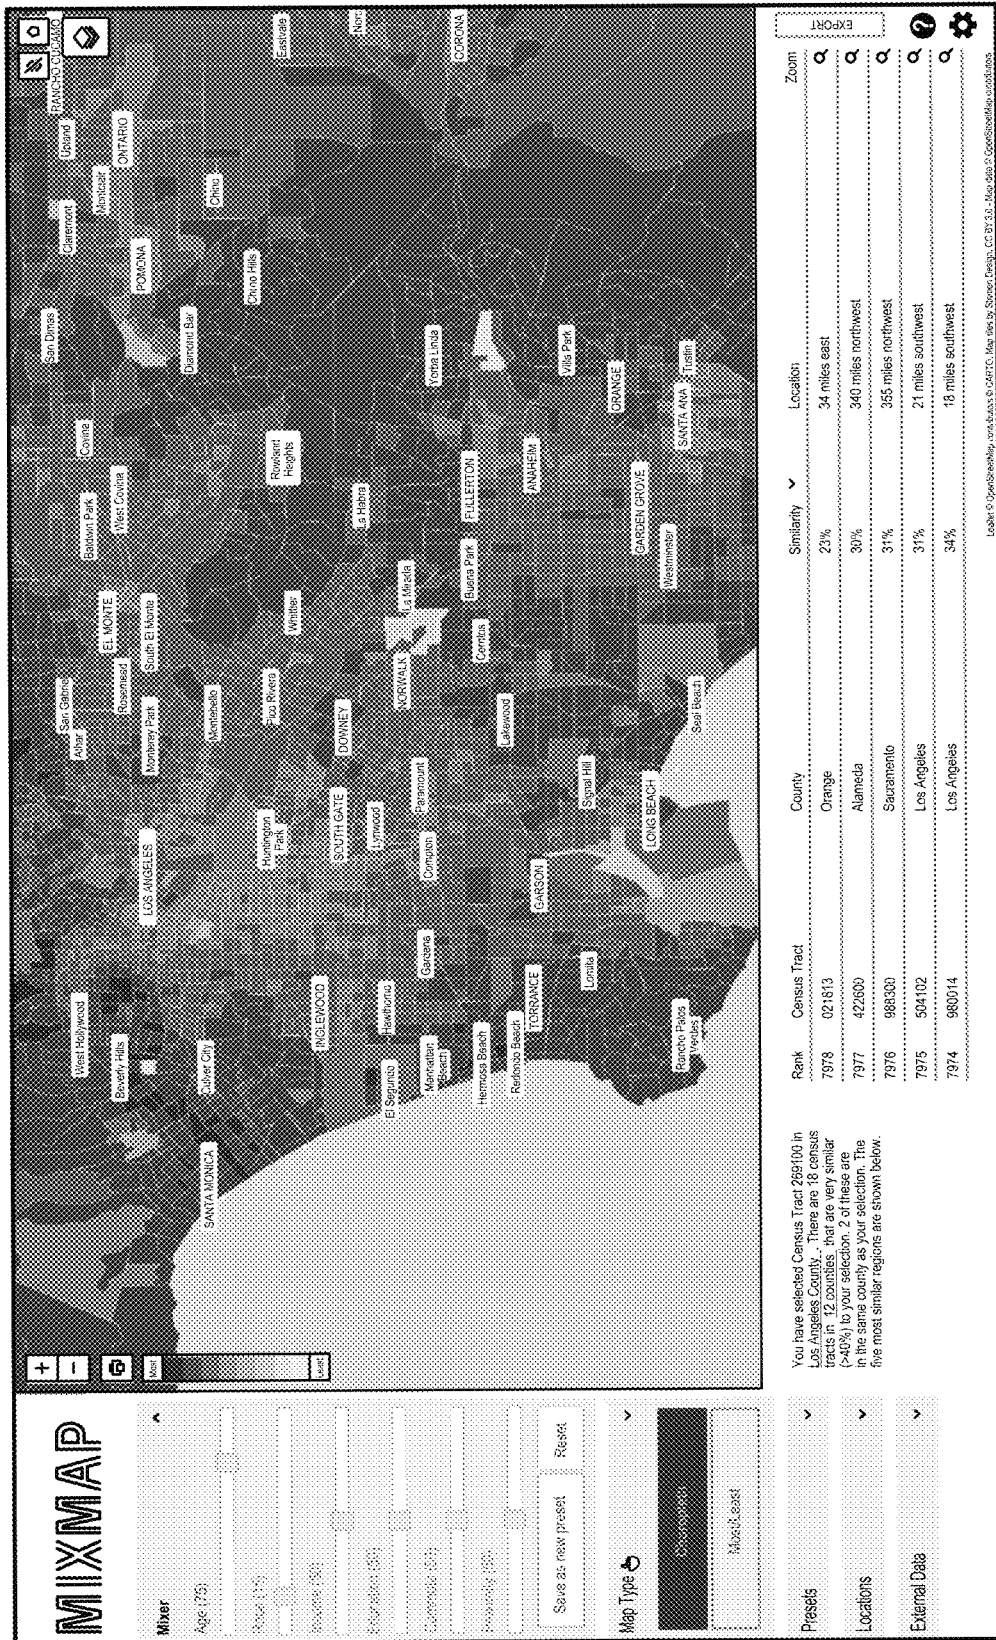 MIXMAP
Mixer
Age (75)
Save as new preset
Reset
Map Type
Most/Least
Presets
Locations
External Data
+
−
Most
Least
RANCHO CUCAMO
Upland
Claremont
San Dimas
Montclair
ONTARIO
POMONA
Chino
Diamond Bar
Chino Hills
Eastvale
CORONA
Covina
Baldwin Park
West Covina
EL MONTE
South El Monte
San Gabriel
Rosemead
Monterey Park
Montebello
Rowland
Heights
La Habra
Whittier
Pico Rivera
La Mirada
Yorba Linda
FULLERTON
Buena Park
ANAHEIM
Villa Park
ORANGE
SANTA ANA
Tustin
GARDEN GROVE
Westminster
Cerritos
NORWALK
DOWNEY
Lakewood
Seal Beach
Signal Hill
LONG BEACH
Paramount
SOUTH GATE
Lynwood
Compton
Huntington
Park
LOS ANGELES
West Hollywood
Beverly Hills
Culver City
SANTA MONICA
INGLEWOOD
Hawthorne
El Segundo
Gardena
Manhattan
Beach
Hermosa Beach
Redondo Beach
TORRANCE
Lomita
Rancho Palos
Verdes
You have selected Census Tract 269100 in
Los Angeles County . There are 18 census
tracts in 12 counties that are very similar
(>40%) to your selection. 2 of these are
in the same county as your selection. The
five most similar regions are shown below.
Rank Census Tract County Similarity Location Zoom
7978 021813 Orange 23% 34 miles east
7977 422600 Alameda 30% 340 miles northwest
7976 988300 Sacramento 31% 355 miles northwest
7975 504102 Los Angeles 31% 21 miles southwest
7974 980014 Los Angeles 34% 18 miles southwest
EXPORT
?